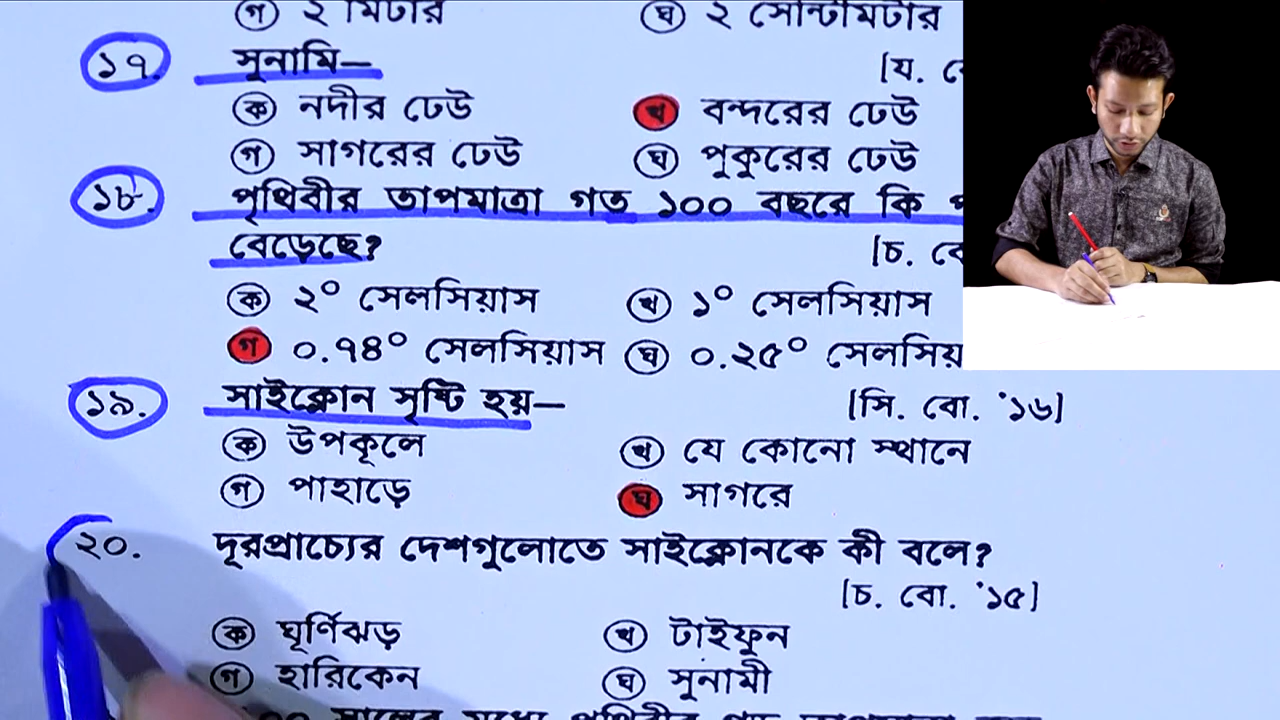 গ ২ মিটার ঘ ২ সেন্টিমিটার
১৭. সুনামি— [য. বো
ক নদীর ঢেউ খ বন্দরের ঢেউ
গ সাগরের ঢেউ ঘ পুকুরের ঢেউ
১৮. পৃথিবীর তাপমাত্রা গত ১০০ বছরে কি
বেড়েছে? [চ. বো
ক ২° সেলসিয়াস খ ১° সেলসিয়াস
গ ০.৭৪° সেলসিয়াস ঘ ০.২৫° সেলসিয়
১৯. সাইক্লোন সৃষ্টি হয়— [সি. বো. '১৬]
ক উপকূলে খ যে কোনো স্থানে
গ পাহাড়ে ঘ সাগরে
২০. দূরপ্রাচ্যের দেশগুলোতে সাইক্লোনকে কী বলে?
[চ. বো. '১৫]
ক ঘূর্ণিঝড় খ টাইফুন
গ হারিকেন ঘ সুনামী